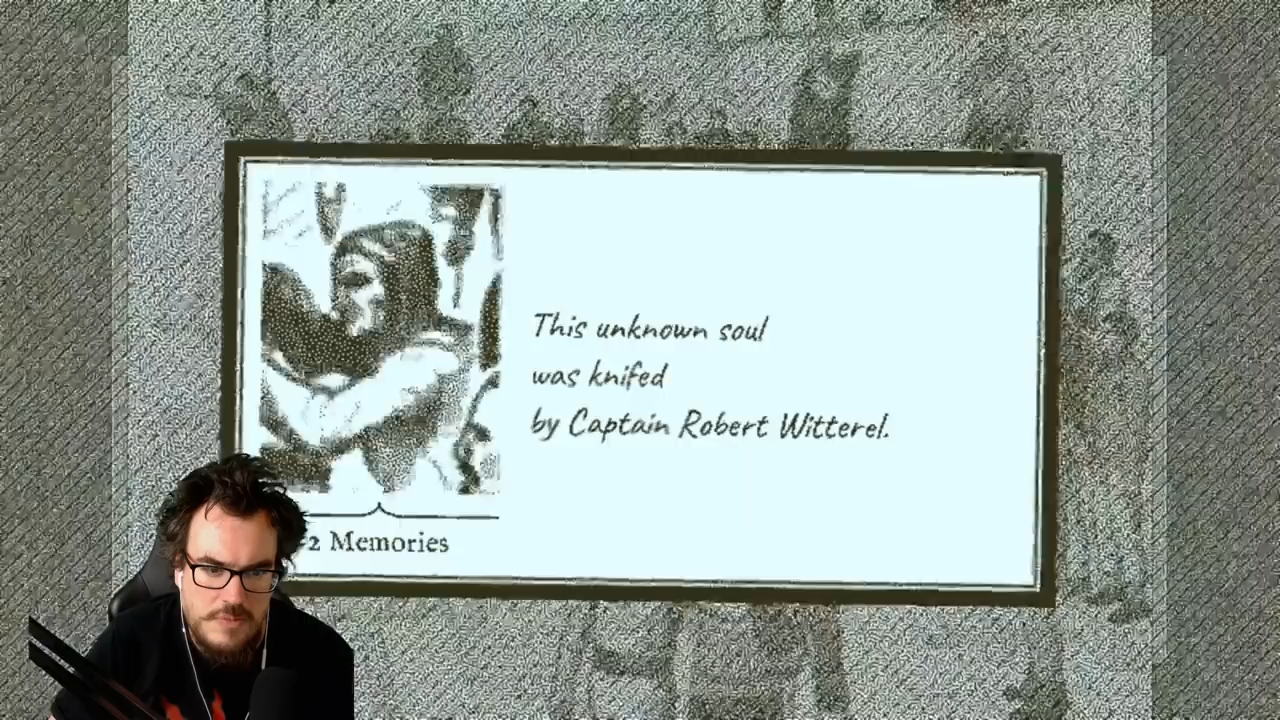 This unknown soul
was knifed
by Captain Robert Witterel.
2 Memories